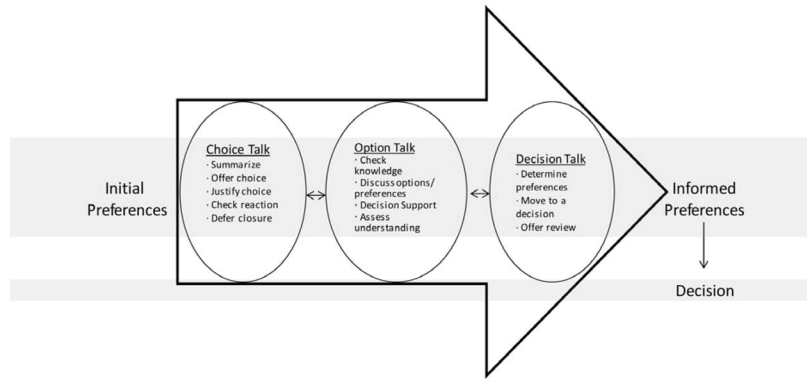 Initial
Preferences
Choice Talk
· Summarize
· Offer choice
· Justify choice
· Check reaction
· Defer closure
Option Talk
· Check
knowledge
· Discuss options/
preferences
· Decision Support
· Assess
understanding
Decision Talk
· Determine
preferences
· Move to a
decision
· Offer review
Informed
Preferences
Decision